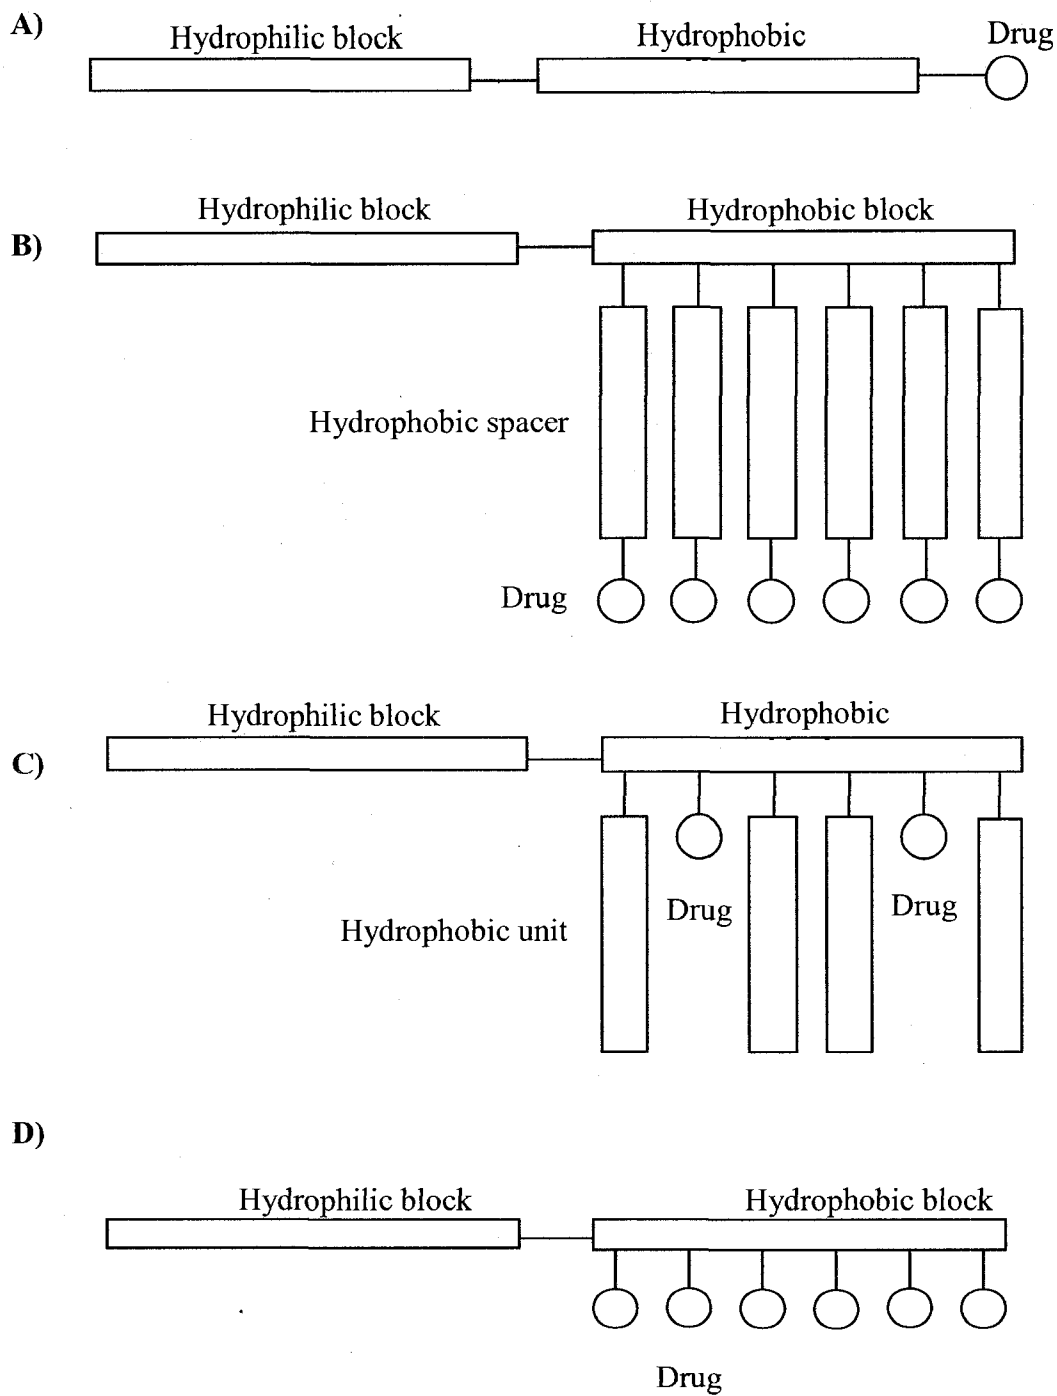 A)
Hydrophilic block
Hydrophobic
Drug
B)
Hydrophilic block
Hydrophobic block
Hydrophobic spacer
Drug
C)
Hydrophilic block
Hydrophobic
Hydrophobic unit
Drug
Drug
D)
Hydrophilic block
Hydrophobic block
Drug